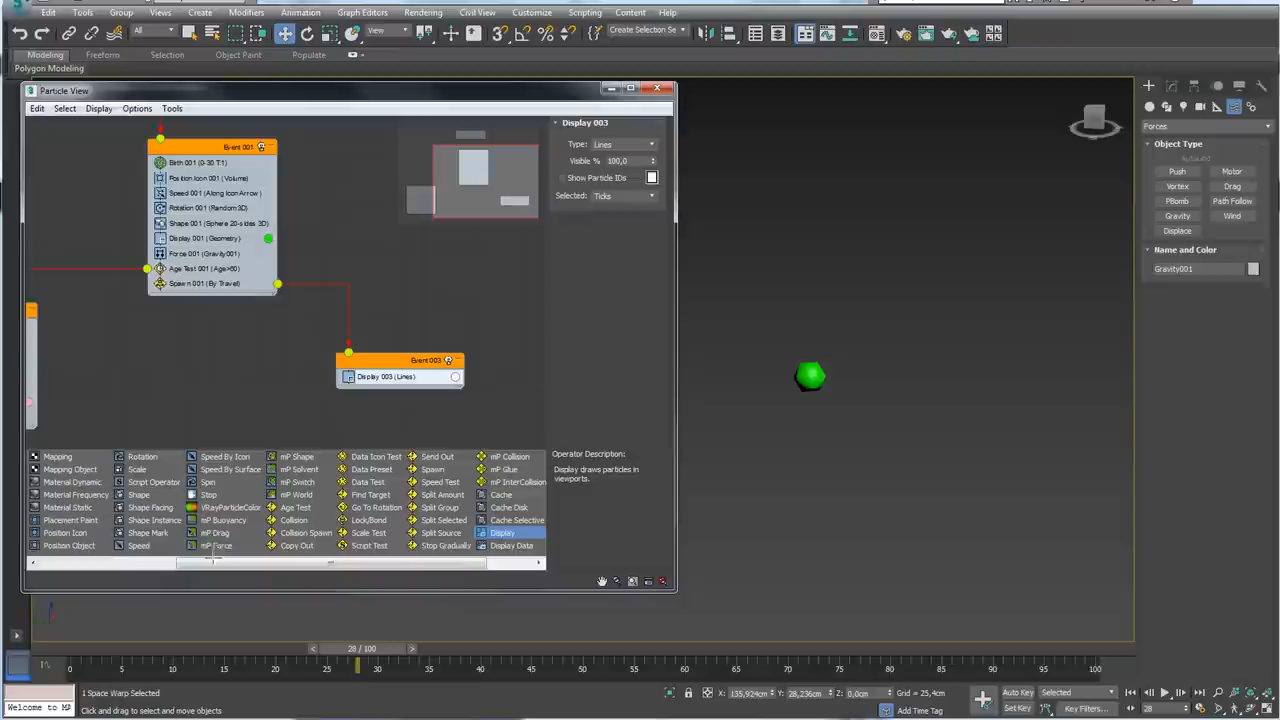 Edit Tools Group Views Create Modifiers Animation Graph Editors Rendering Civil View Customize Scripting Content Help
All View Create Selection Se
Modeling Freeform Selection Object Paint Populate
Polygon Modeling
Particle View
Edit Select Display Options Tools
Event 001
Birth 001 (0-30 T:1)
Position Icon 001 (Volume)
Speed 001 (Along Icon Arrow)
Rotation 001 (Random 3D)
Shape 001 (Sphere 20-sides 3D)
Display 001 (Geometry)
Force 001 (Gravity001)
Age Test 001 (Age>60)
Spawn 001 (By Travel)
Event 003
Display 003 (Lines)
Display 003
Type: Lines
Visible % 100,0
Show Particle IDs
Selected: Ticks
Mapping Rotation Speed By Icon mP Shape Data Icon Test Send Out mP Collision
Mapping Object Scale Speed By Surface mP Solvent Data Preset Spawn mP Glue
Material Dynamic Script Operator Spin mP Switch Data Test Speed Test mP InterCollision
Material Frequency Shape Stop mP World Find Target Split Amount Cache
Material Static Shape Facing VRayParticleColor Age Test Go To Rotation Split Group Cache Disk
Placement Paint Shape Instance mP Buoyancy Collision Lock/Bond Split Selected Cache Selective
Position Icon Shape Mark mP Drag Collision Spawn Scale Test Split Source Display
Position Object Speed mP Force Copy Out Script Test Stop Gradually Display Data
Operator Description:
Display draws particles in
viewports.
Forces
Object Type
AutoGrid
Push Motor
Vortex Drag
PBomb Path Follow
Gravity Wind
Displace
Name and Color
Gravity001
28 / 100
0 5 10 15 20 25 30 35 40 45 50 55 60 65 70 75 80 85 90 95 100
1 Space Warp Selected X: 135,924cm Y: 28,236cm Z: 0,0cm Grid = 25,4cm Auto Key Selected
Welcome to MP Click and drag to select and move objects Add Time Tag Set Key Key Filters... 28